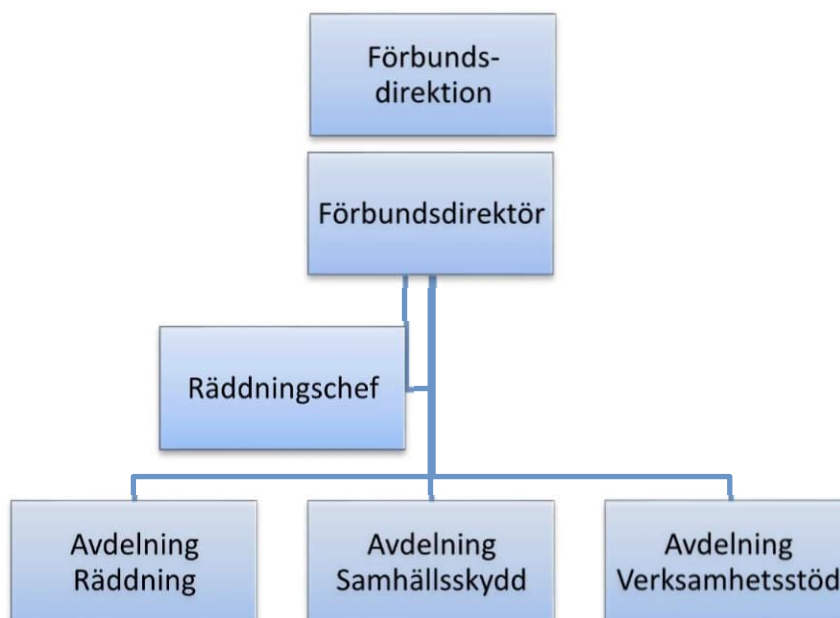 Förbunds-
direktion
Förbundsdirektör
Räddningschef
Avdelning
Räddning
Avdelning
Samhällsskydd
Avdelning
Verksamhetsstöd